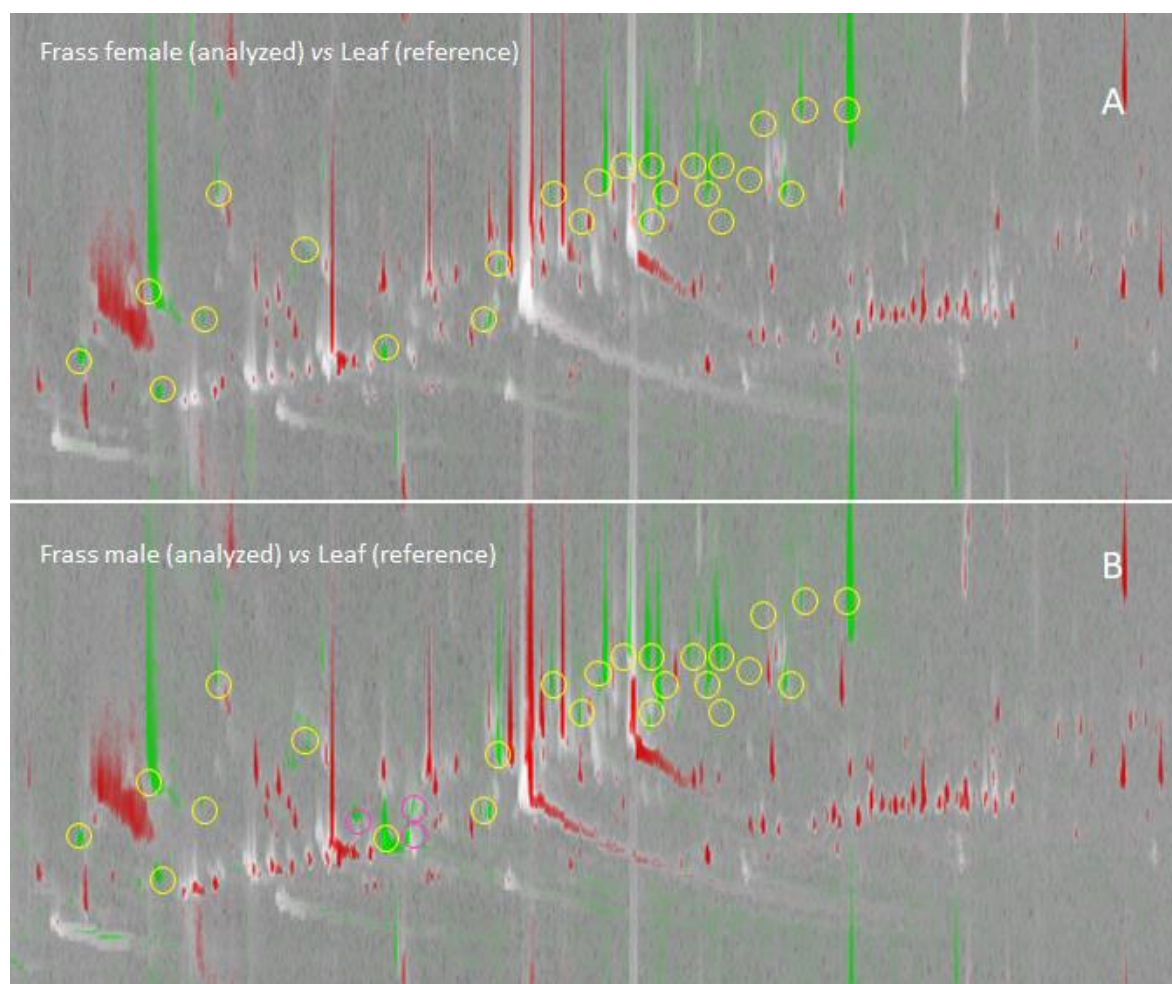 Frass female (analyzed) vs Leaf (reference)
A
Frass male (analyzed) vs Leaf (reference)
B